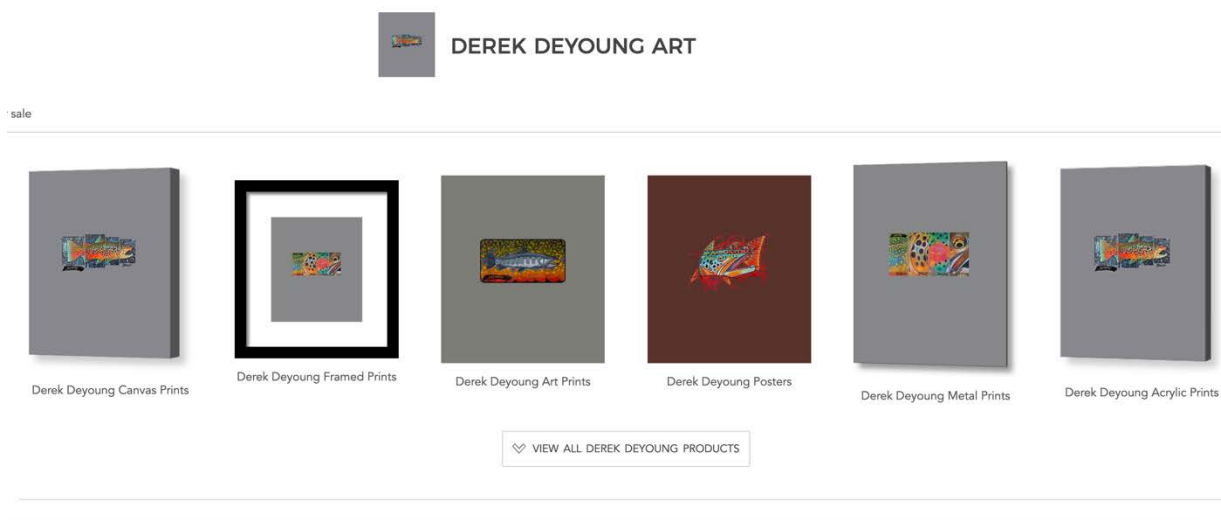 DEREK DEYOUNG ART
sale
Derek Deyoung Canvas Prints
Derek Deyoung Framed Prints
Derek Deyoung Art Prints
Derek Deyoung Posters
Derek Deyoung Metal Prints
Derek Deyoung Acrylic Prints
VIEW ALL DEREK DEYOUNG PRODUCTS